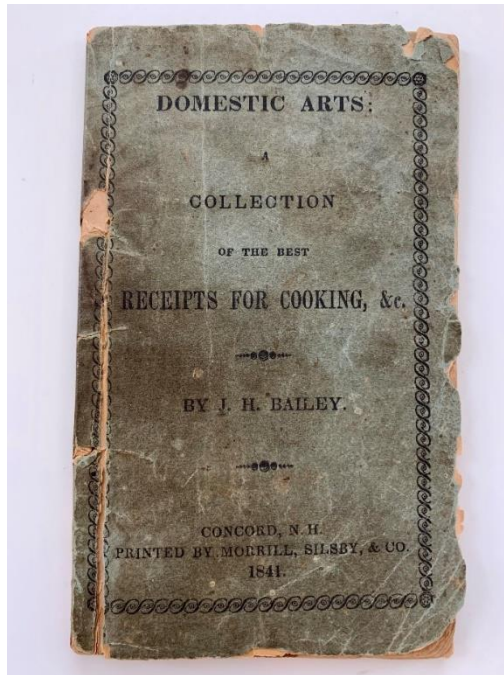 DOMESTIC ARTS:
A
COLLECTION
OF THE BEST
RECEIPTS FOR COOKING, &c.
BY J. H. BAILEY.
CONCORD, N. H.
PRINTED BY MORRILL, SILSBY, & CO.
1841.